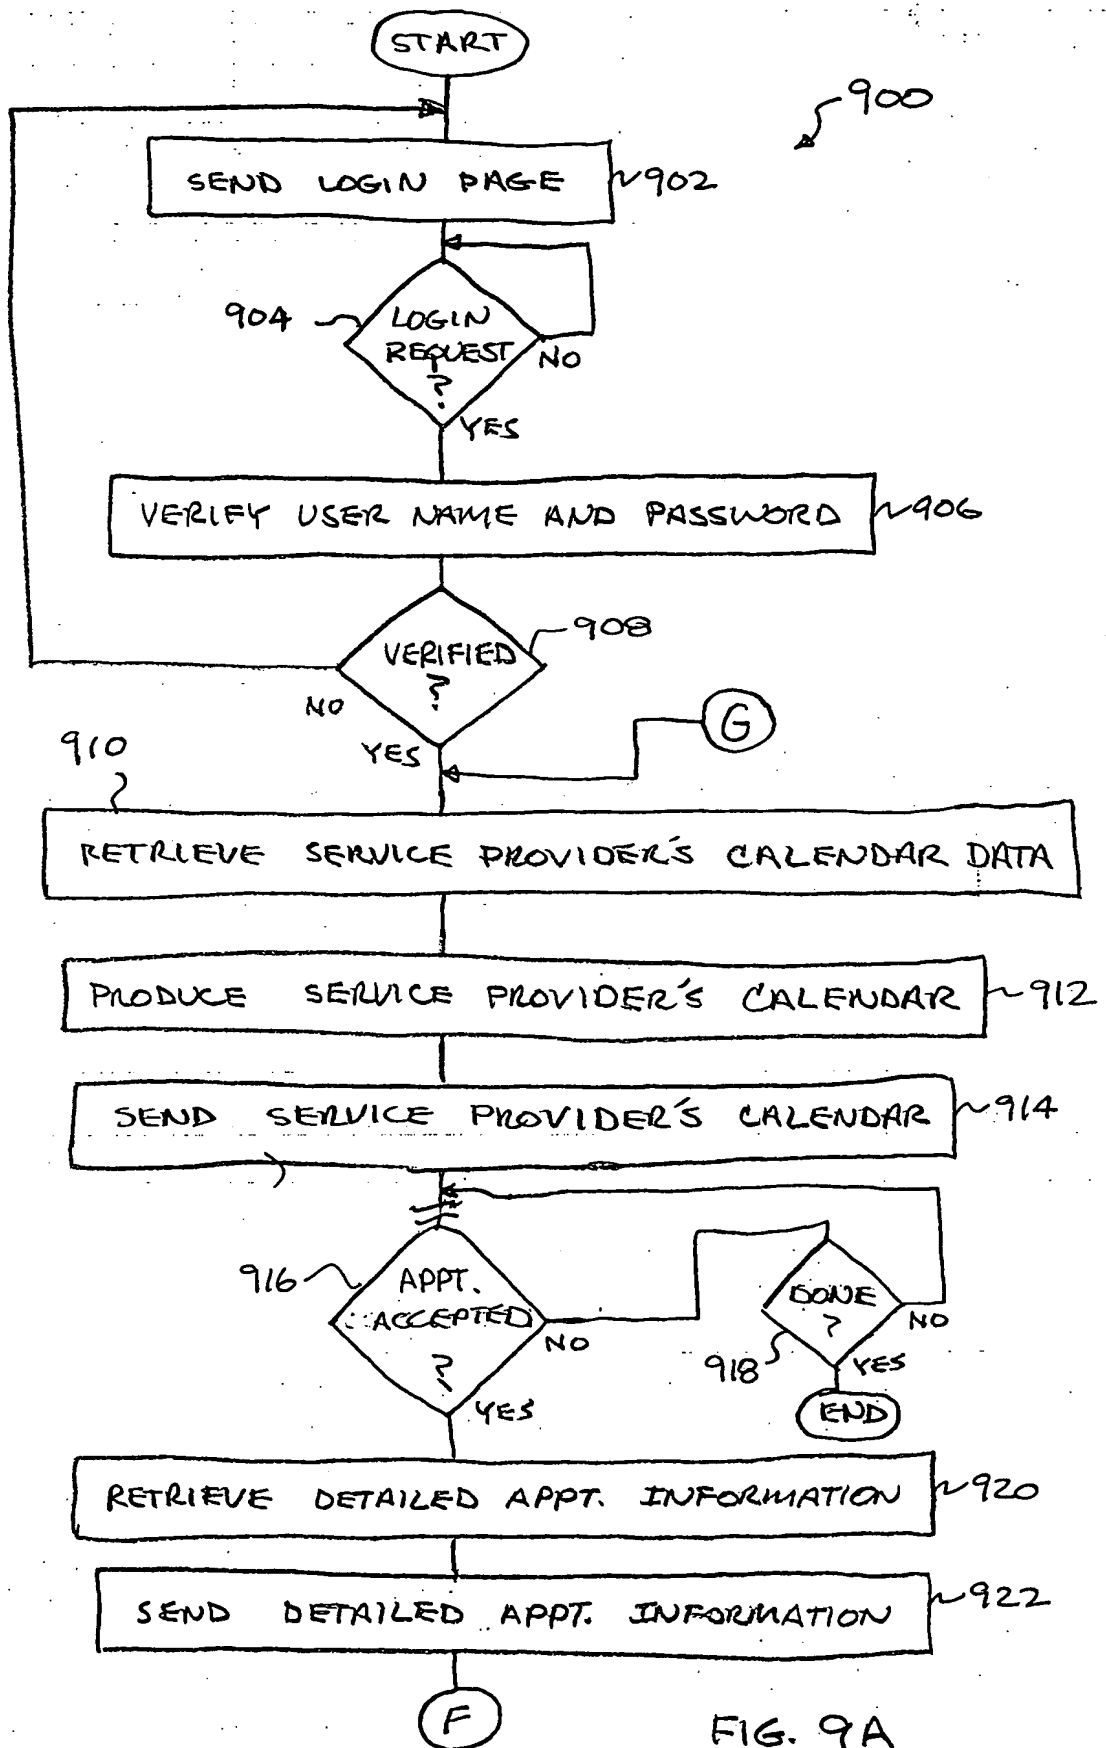 START
900
SEND LOGIN PAGE
902
904
LOGIN
REQUEST
?
NO
YES
VERIFY USER NAME AND PASSWORD
906
VERIFIED
?
908
NO
YES
G
910
RETRIEVE SERVICE PROVIDER'S CALENDAR DATA
PRODUCE SERVICE PROVIDER'S CALENDAR
912
SEND SERVICE PROVIDER'S CALENDAR
914
916
APPT.
ACCEPTED
?
NO
YES
DONE
?
NO
918
YES
END
RETRIEVE DETAILED APPT. INFORMATION
920
SEND DETAILED APPT. INFORMATION
922
F
FIG. 9A